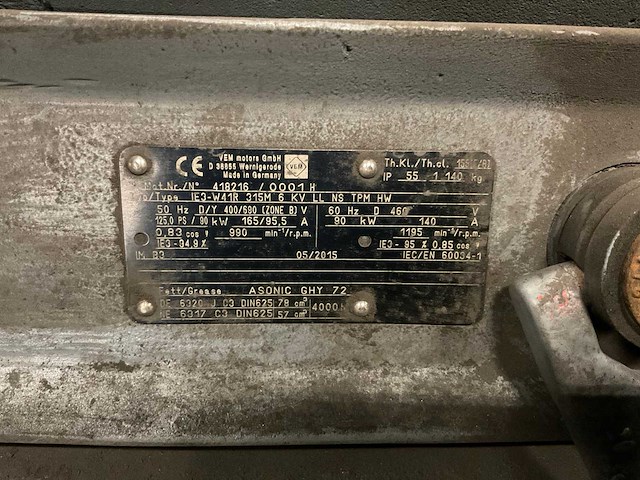 CE VEM motors GmbH VEM Th.Kl./Th.cl.
D 38855 Wernigerode
Made in Germany IP 55 1 140 kg
Mot.Nr./N° 418216 / 0001 H
IE3-W41R 315M 6 KV LL NS TPM HW
50 Hz D/Y 400/690 (ZONE B) V 60 Hz D 460 V
125,0 PS / 90 kW 165/95,5 A 90 kW 140 A
0,83 cos φ 990 min⁻¹/r.p.m. 1195 min⁻¹/r.p.m.
IE3-94,9% IE3- 95 % 0,85 cos φ
IM B3 05/2015 IEC/EN 60034-1
Fett/Grease ASONIC GHY 72
DE 6320 J C3 DIN625 78 cm³ 4000h
NE 6317 C3 DIN625 57 cm³